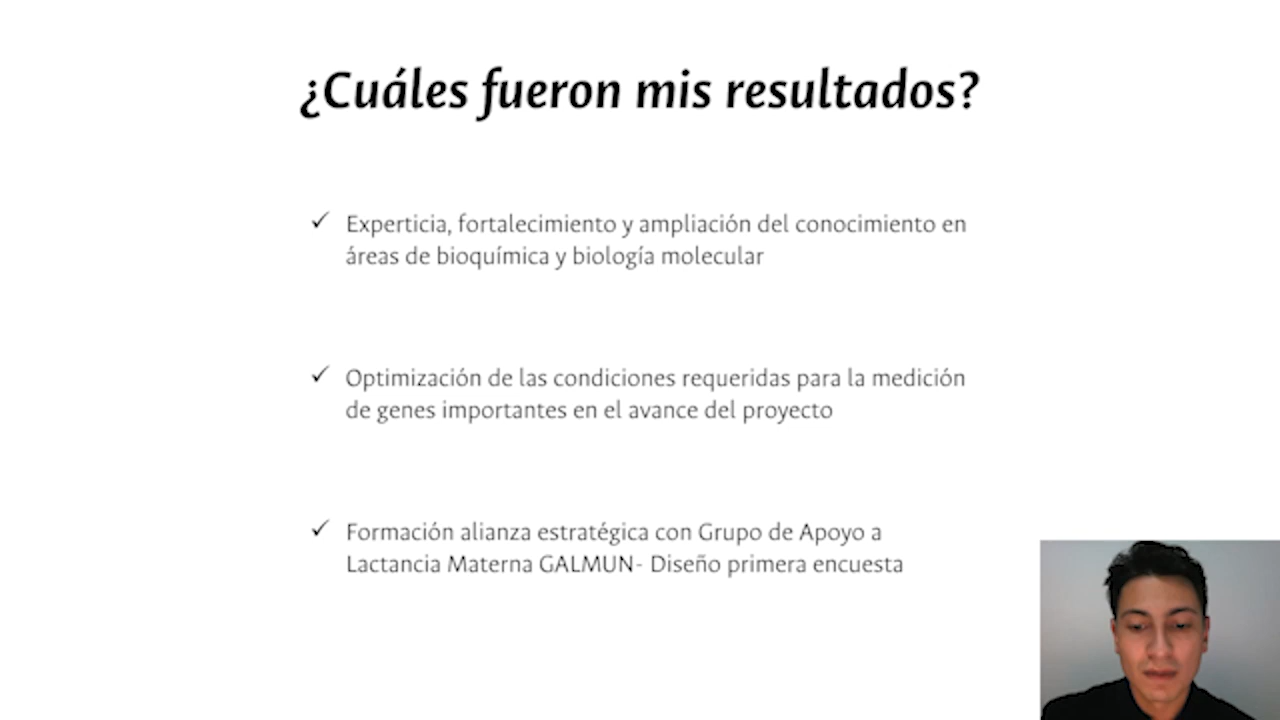 ¿Cuáles fueron mis resultados?
✓ Experticia, fortalecimiento y ampliación del conocimiento en
áreas de bioquímica y biología molecular
✓ Optimización de las condiciones requeridas para la medición
de genes importantes en el avance del proyecto
✓ Formación alianza estratégica con Grupo de Apoyo a
Lactancia Materna GALMUN- Diseño primera encuesta